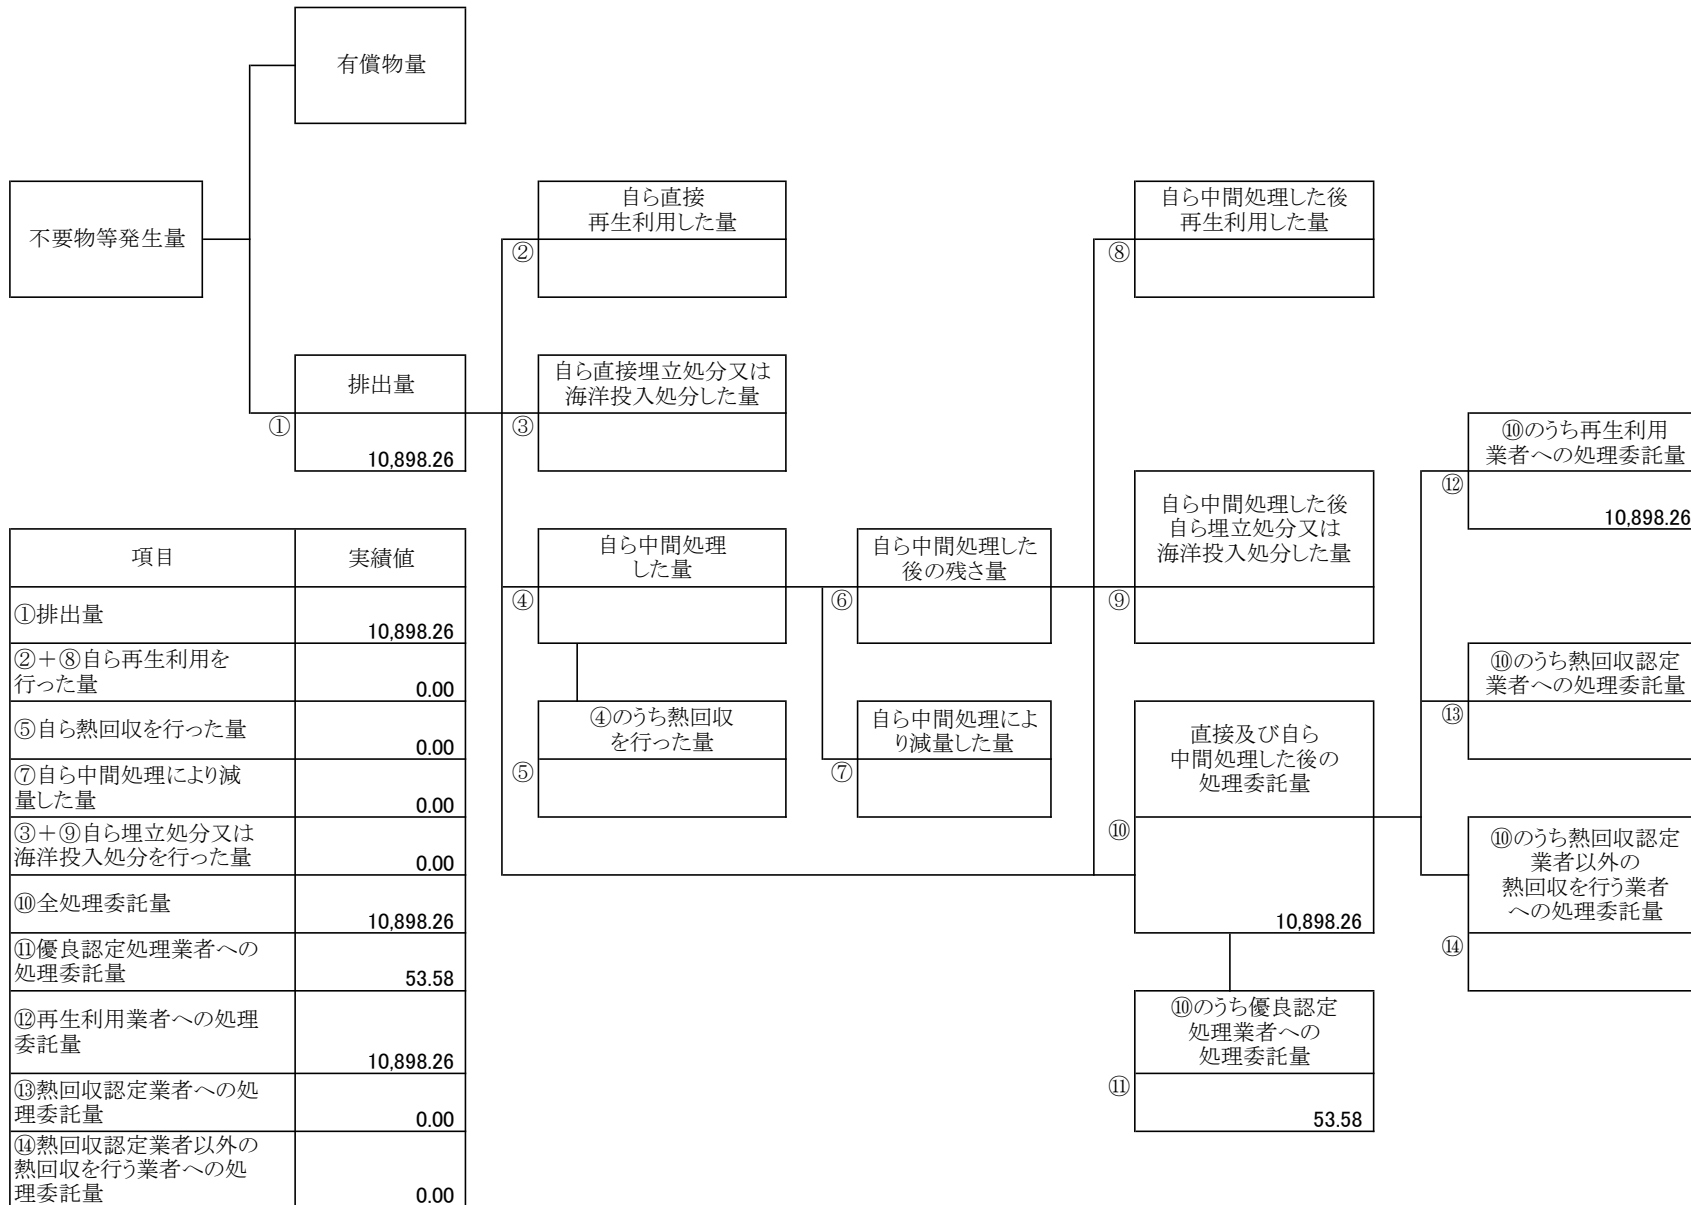 有償物量
不要物等発生量
自ら直接
再生利用した量
②
自ら中間処理した後
再生利用した量
⑧
排出量
①
10,898.26
自ら直接埋立処分又は
海洋投入処分した量
③
⑩のうち再生利用
業者への処理委託量
⑫
10,898.26
自ら中間処理
した量
④
自ら中間処理した
後の残さ量
⑥
自ら中間処理した後
自ら埋立処分又は
海洋投入処分した量
⑨
⑩のうち熱回収認定
業者への処理委託量
⑬
④のうち熱回収
を行った量
⑤
自ら中間処理によ
り減量した量
⑦
直接及び自ら
中間処理した後の
処理委託量
⑩
10,898.26
⑩のうち熱回収認定
業者以外の
熱回収を行う業者
への処理委託量
⑭
⑩のうち優良認定
処理業者への
処理委託量
⑪
53.58
項目 実績値
①排出量
10,898.26
②+⑧自ら再生利用を
行った量 0.00
⑤自ら熱回収を行った量
0.00
⑦自ら中間処理により減
量した量 0.00
③+⑨自ら埋立処分又は
海洋投入処分を行った量 0.00
⑩全処理委託量
10,898.26
⑪優良認定処理業者への
処理委託量 53.58
⑫再生利用業者への処理
委託量
10,898.26
⑬熱回収認定業者への処
理委託量 0.00
⑭熱回収認定業者以外の
熱回収を行う業者への処
理委託量 0.00